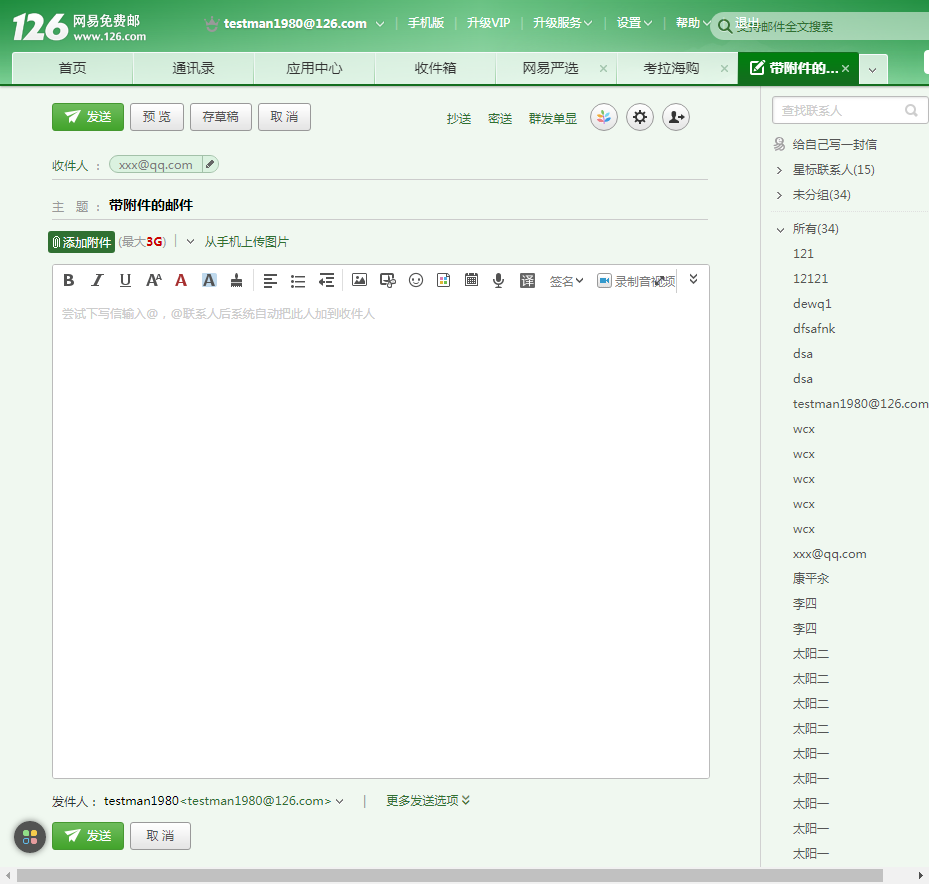 126 网易免费邮
www.126.com
testman1980@126.com 手机版 升级VIP 升级服务 设置 帮助 退出
支持邮件全文搜索
首页 通讯录 应用中心 收件箱 网易严选 × 考拉海购 × 带附件的... ×
发送 预 览 存草稿 取 消 抄送 密送 群发单显
收件人 : xxx@qq.com
主 题 : 带附件的邮件
添加附件 (最大3G) 从手机上传图片
B I U AA A A 译 签名 录制音视频
尝试下写信输入@，@联系人后系统自动把此人加到收件人
发件人 : testman1980<testman1980@126.com> | 更多发送选项
发送 取 消
查找联系人
给自己写一封信
星标联系人(15)
未分组(34)
所有(34)
121
12121
dewq1
dfsafnk
dsa
dsa
testman1980@126.com
wcx
wcx
wcx
wcx
wcx
xxx@qq.com
康平汆
李四
李四
太阳二
太阳二
太阳二
太阳二
太阳一
太阳一
太阳一
太阳一
太阳一